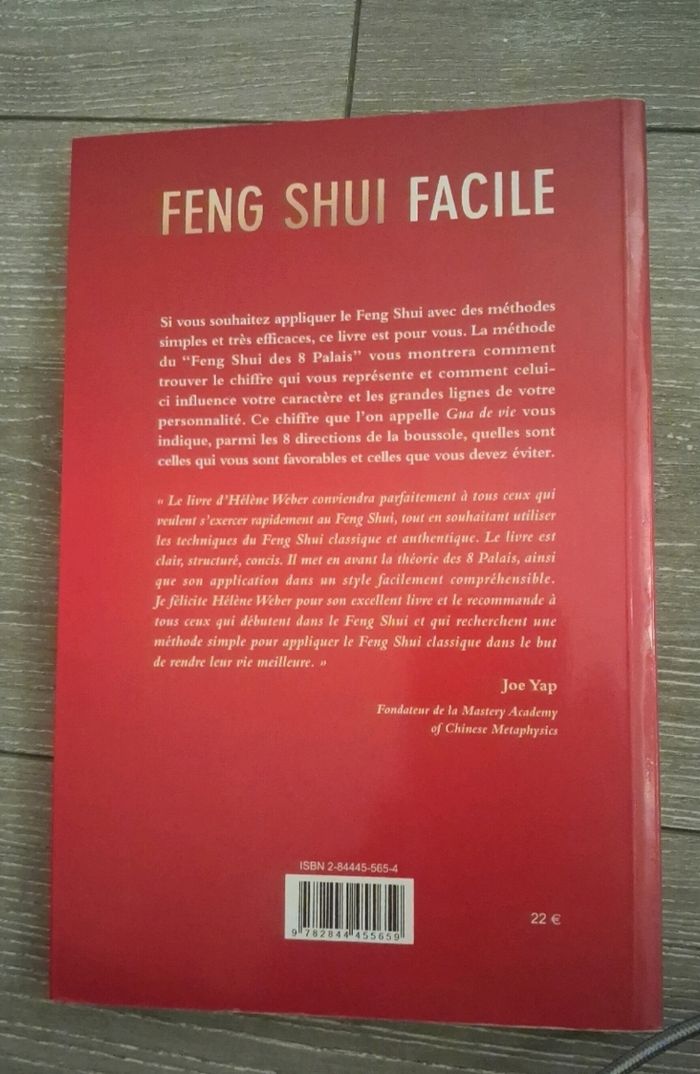 FENG SHUI FACILE
Si vous souhaitez appliquer le Feng Shui avec des méthodes
simples et très efficaces, ce livre est pour vous. La méthode
du “Feng Shui des 8 Palais” vous montrera comment
trouver le chiffre qui vous représente et comment celui-
ci influence votre caractère et les grandes lignes de votre
personnalité. Ce chiffre que l’on appelle Gua de vie vous
indique, parmi les 8 directions de la boussole, quelles sont
celles qui vous sont favorables et celles que vous devez éviter.
« Le livre d’Hélène Weber conviendra parfaitement à tous ceux qui
veulent s’exercer rapidement au Feng Shui, tout en souhaitant utiliser
les techniques du Feng Shui classique et authentique. Le livre est
clair, structuré, concis. Il met en avant la théorie des 8 Palais, ainsi
que son application dans un style facilement compréhensible.
Je félicite Hélène Weber pour son excellent livre et le recommande à
tous ceux qui débutent dans le Feng Shui et qui recherchent une
méthode simple pour appliquer le Feng Shui classique dans le but
de rendre leur vie meilleure. »
Joe Yap
Fondateur de la Mastery Academy
of Chinese Metaphysics
ISBN 2-84445-565-4
9 782844 455659
22 €